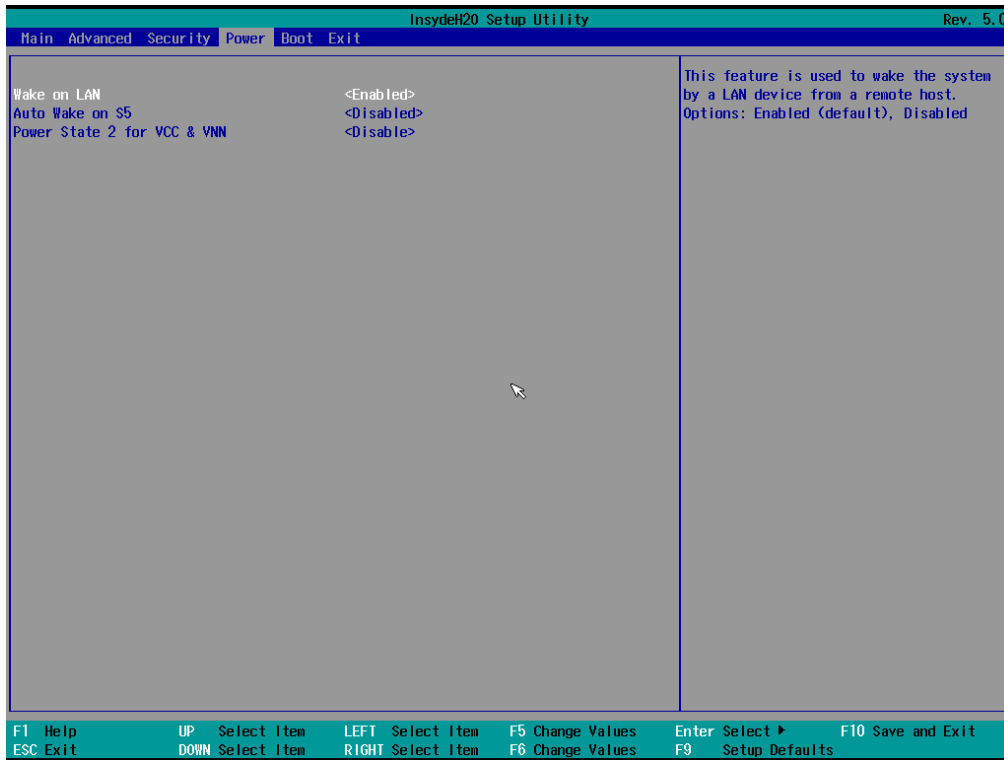 InsydeH20 Setup Utility Rev. 5.0
Main Advanced Security Power Boot Exit
Wake on LAN <Enabled>
Auto Wake on S5 <Disabled>
Power State 2 for VCC & VNN <Disable>
This feature is used to wake the system
by a LAN device from a remote host.
Options: Enabled (default), Disabled
F1 Help UP Select Item LEFT Select Item F5 Change Values Enter Select ▶ F10 Save and Exit
ESC Exit DOWN Select Item RIGHT Select Item F6 Change Values F9 Setup Defaults